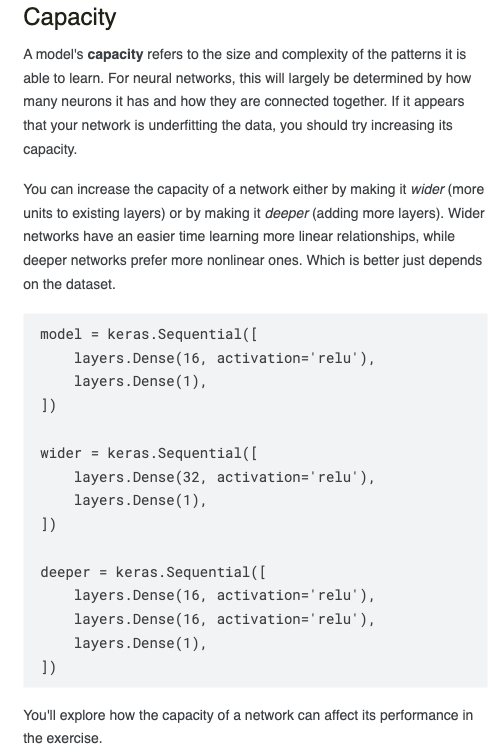 Capacity
A model's capacity refers to the size and complexity of the patterns it is
able to learn. For neural networks, this will largely be determined by how
many neurons it has and how they are connected together. If it appears
that your network is underfitting the data, you should try increasing its
capacity.
You can increase the capacity of a network either by making it wider (more
units to existing layers) or by making it deeper (adding more layers). Wider
networks have an easier time learning more linear relationships, while
deeper networks prefer more nonlinear ones. Which is better just depends
on the dataset.
model = keras.Sequential([
    layers.Dense(16, activation='relu'),
    layers.Dense(1),
])
wider = keras.Sequential([
    layers.Dense(32, activation='relu'),
    layers.Dense(1),
])
deeper = keras.Sequential([
    layers.Dense(16, activation='relu'),
    layers.Dense(16, activation='relu'),
    layers.Dense(1),
])
You'll explore how the capacity of a network can affect its performance in
the exercise.